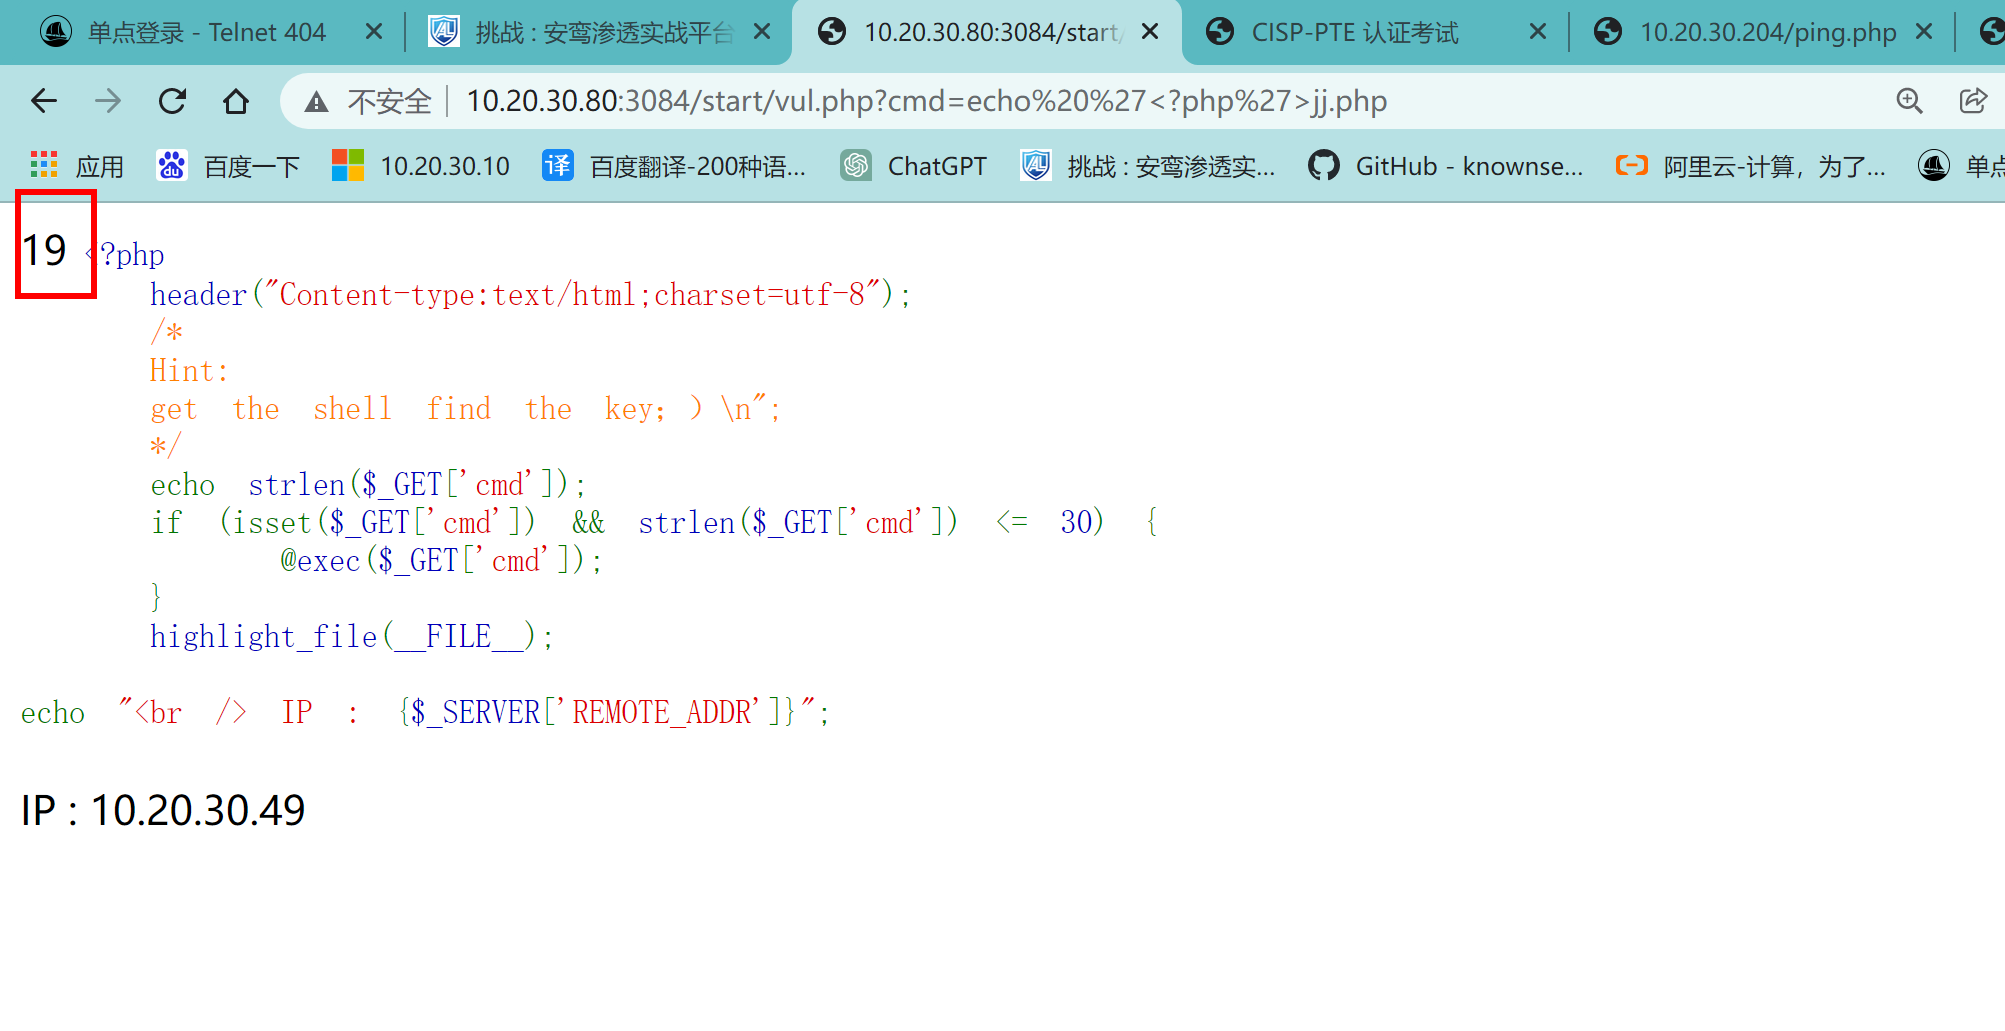 单点登录 - Telnet 404
挑战 : 安鸾渗透实战平台
10.20.30.80:3084/start/
CISP-PTE 认证考试
10.20.30.204/ping.php
不安全 10.20.30.80:3084/start/vul.php?cmd=echo%20%27<?php%27>jj.php
应用 百度一下 10.20.30.10 百度翻译-200种语... ChatGPT 挑战 : 安鸾渗透实... GitHub - knownse... 阿里云-计算，为了... 单点
19 <?php
header("Content-type:text/html;charset=utf-8");
/*
Hint:
get the shell find the key；）\n";
*/
echo strlen($_GET['cmd']);
if (isset($_GET['cmd']) && strlen($_GET['cmd']) <= 30) {
@exec($_GET['cmd']);
}
highlight_file(__FILE__);
echo "<br /> IP : {$_SERVER['REMOTE_ADDR']}";
IP : 10.20.30.49